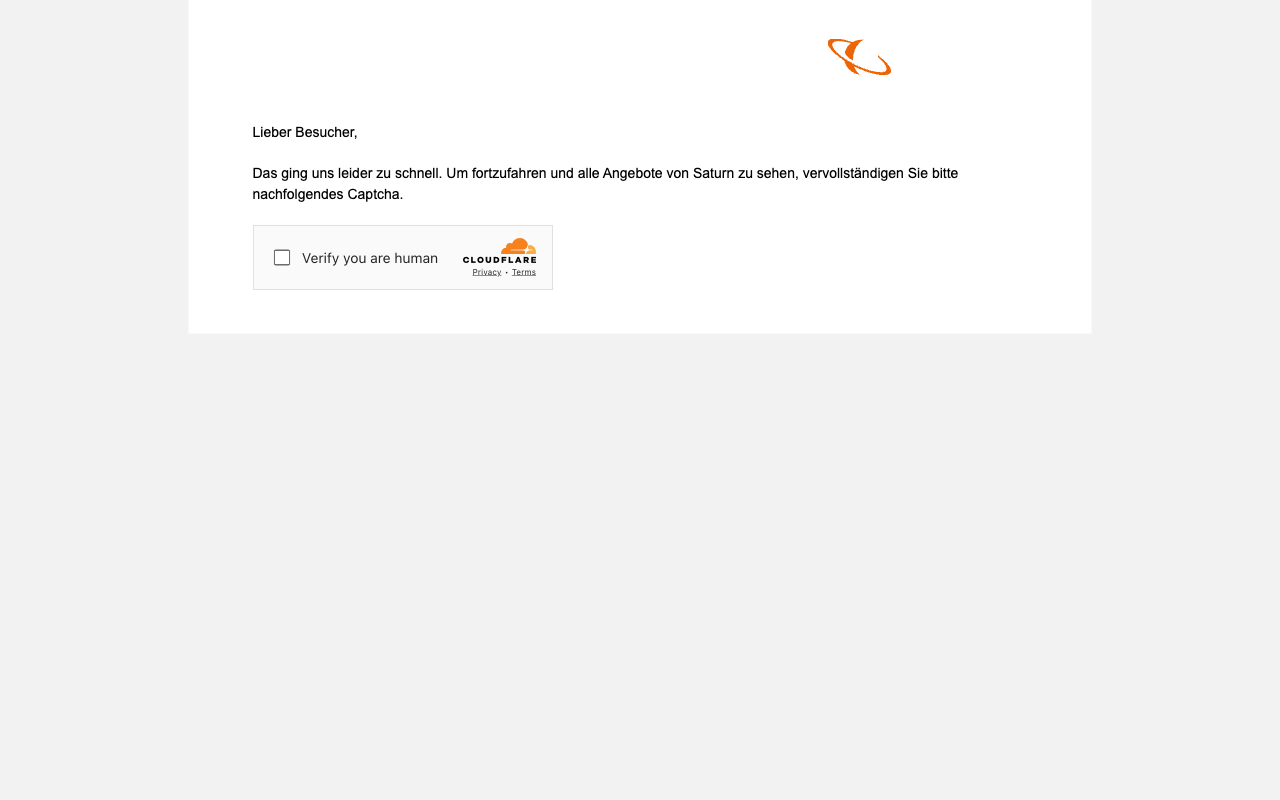 Lieber Besucher,
Das ging uns leider zu schnell. Um fortzufahren und alle Angebote von Saturn zu sehen, vervollständigen Sie bitte
nachfolgendes Captcha.
Verify you are human
CLOUDFLARE
Privacy • Terms